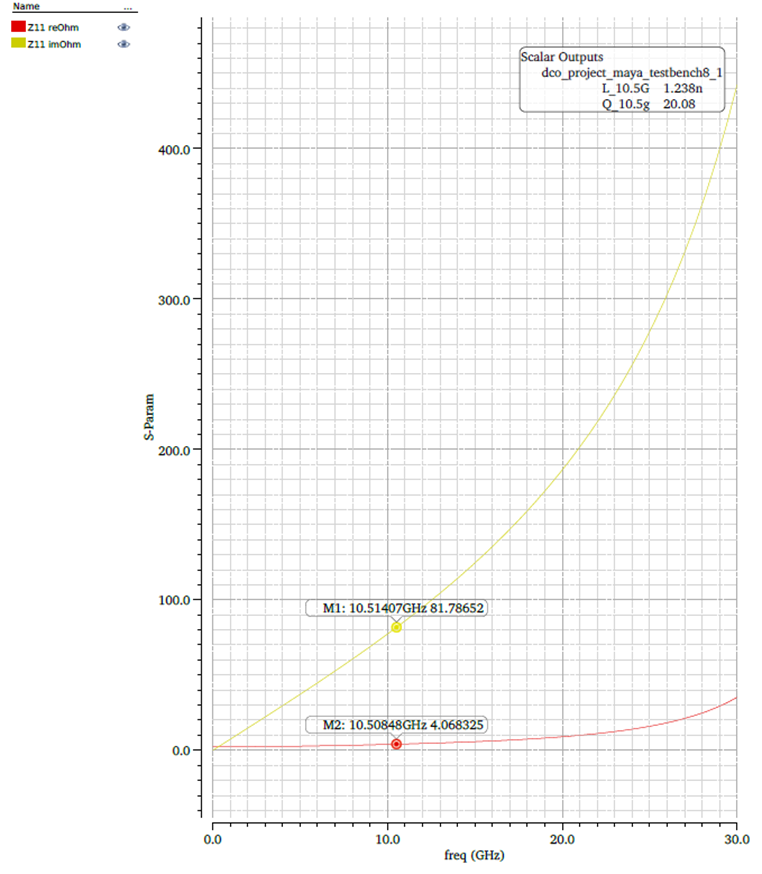 Name ...
Z11 reOhm
Z11 imOhm
Scalar Outputs
dco_project_maya_testbench8_1
L_10.5G 1.238n
Q_10.5g 20.08
400.0
300.0
S-Param
200.0
100.0
M1: 10.51407GHz 81.78652
M2: 10.50848GHz 4.068325
0.0
0.0 10.0 20.0 30.0
freq (GHz)